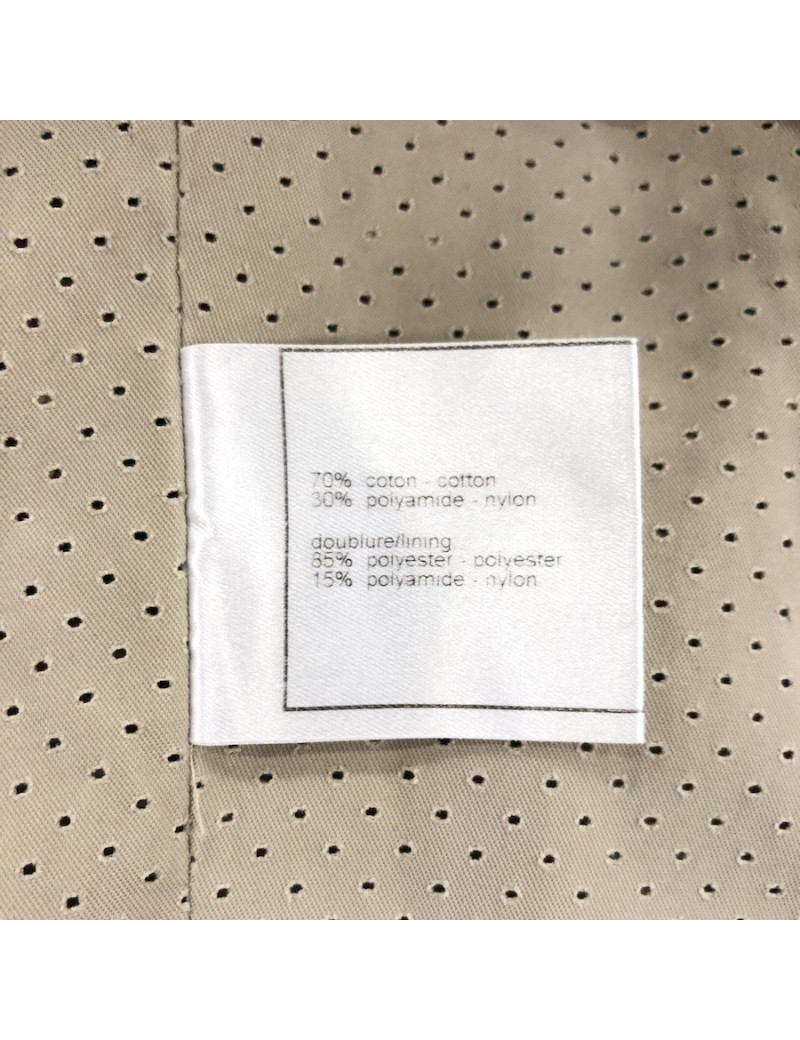 70% coton - cotton
30% polyamide - nylon
doublure/lining
85% polyester - polyester
15% polyamide - nylon